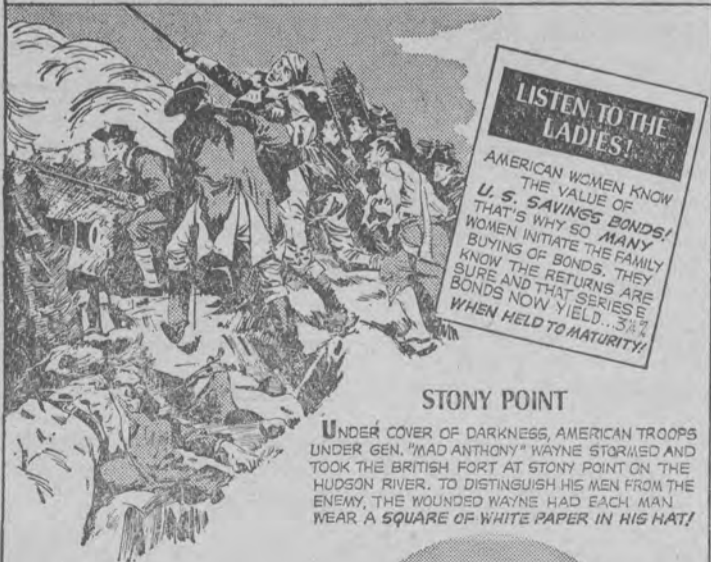 LISTEN TO THE
LADIES!
AMERICAN WOMEN KNOW
THE VALUE OF
U. S. SAVINGS BONDS!
THAT'S WHY SO MANY
WOMEN INITIATE THE FAMILY
BUYING OF BONDS. THEY
KNOW THE RETURNS ARE
SURE AND THAT SERIES E
BONDS NOW YIELD...3
WHEN HELD TO MATURITY!
STONY POINT
UNDER COVER OF DARKNESS, AMERICAN TROOPS
UNDER GEN. "MAD ANTHONY" WAYNE STORMED AND
TOOK THE BRITISH FORT AT STONY POINT ON THE
HUDSON RIVER. TO DISTINGUISH HIS MEN FROM THE
ENEMY, THE WOUNDED WAYNE HAD EACH MAN
WEAR A SQUARE OF WHITE PAPER IN HIS HAT!